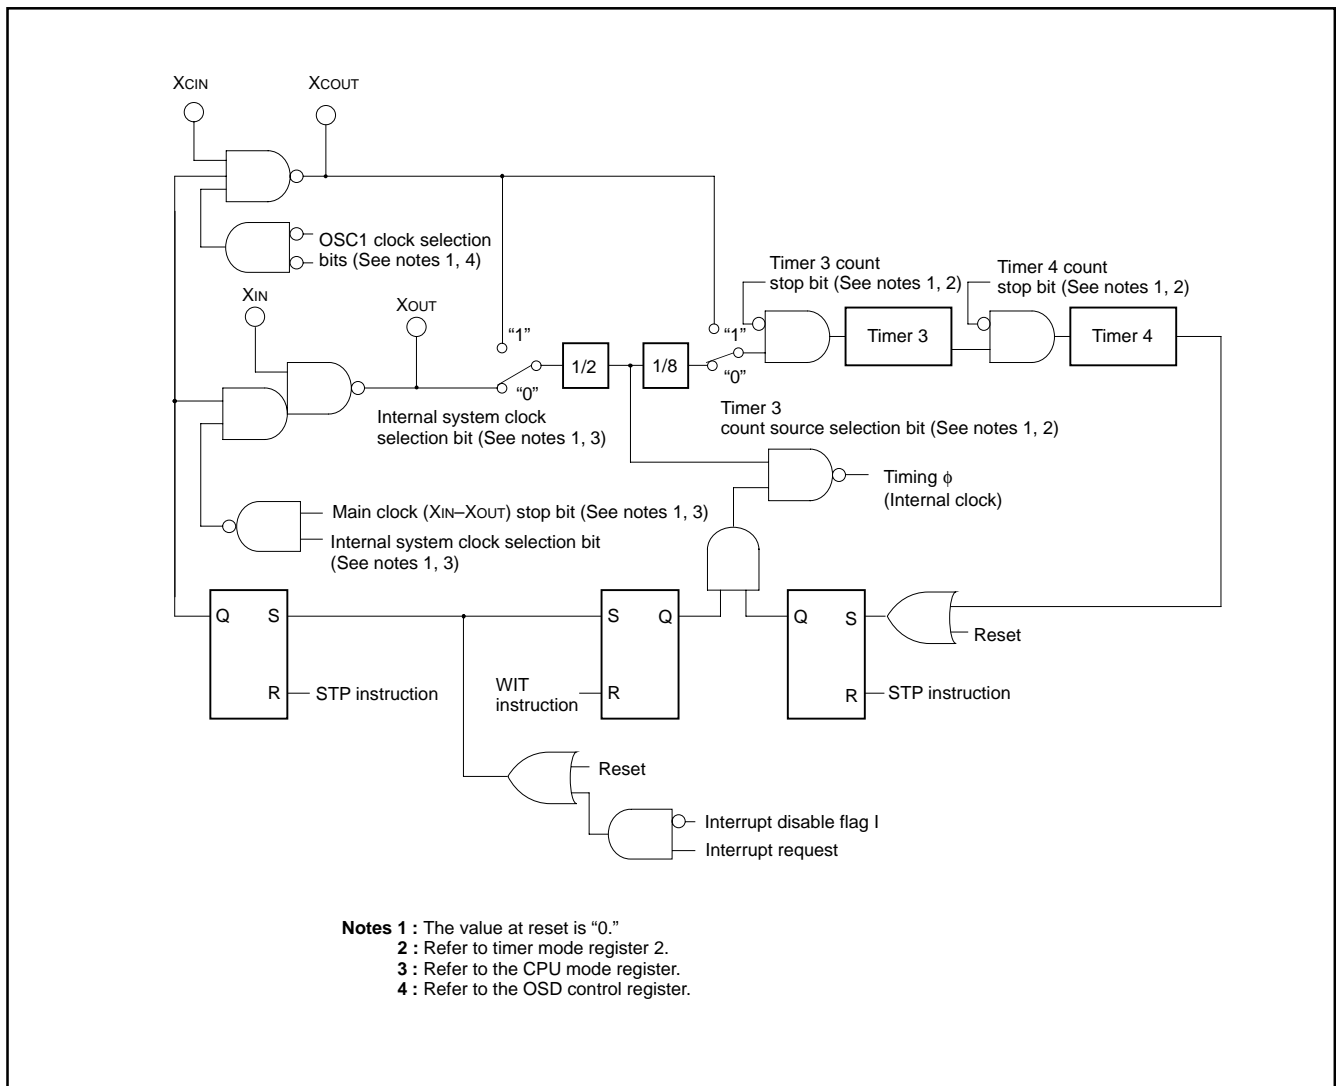 XCIN
XCOUT
OSC1 clock selection
bits (See notes 1, 4)
XIN
XOUT
“1”
“0”
Internal system clock
selection bit (See notes 1, 3)
1/2
1/8
“1”
“0”
Timer 3 count
stop bit (See notes 1, 2)
Timer 3
Timer 4 count
stop bit (See notes 1, 2)
Timer 4
Timer 3
count source selection bit (See notes 1, 2)
Timing ϕ
(Internal clock)
Main clock (XIN–XOUT) stop bit (See notes 1, 3)
Internal system clock selection bit
(See notes 1, 3)
Q
S
R
STP instruction
S
Q
R
WIT
instruction
Q
S
R
STP instruction
Reset
Reset
Interrupt disable flag I
Interrupt request
Notes 1 : The value at reset is “0.”
2 : Refer to timer mode register 2.
3 : Refer to the CPU mode register.
4 : Refer to the OSD control register.